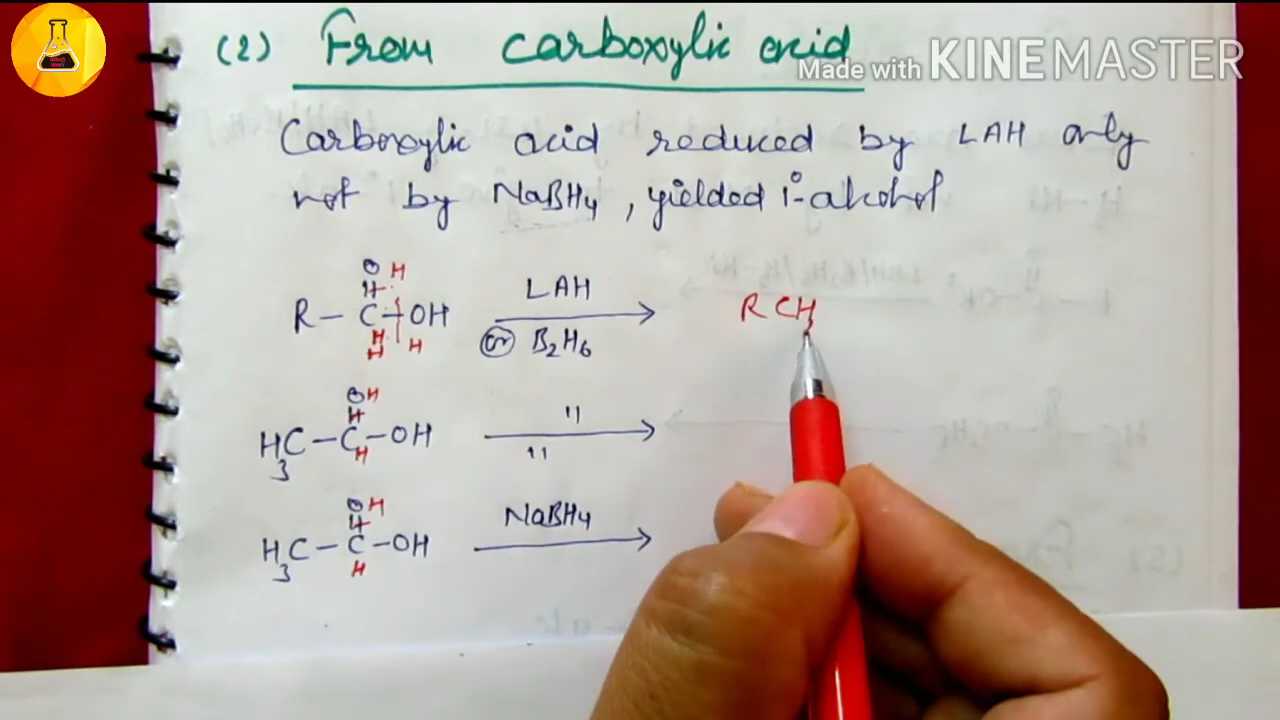 (2) From carboxylic acid
Made with KINEMASTER
Carboxylic acid reduced by LAH only
not by NaBH4, yielded 1°-alcohol
O H
H
R – C – OH LAH R CH
H
H H (or) B2H6
O H
H
H3C – C – OH " 
H "
O H
H
H3C – C – OH NaBH4
H